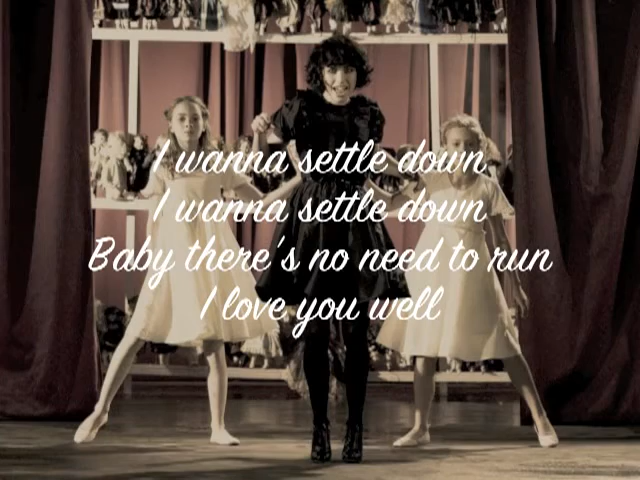 I wanna settle down
I wanna settle down
Baby there's no need to run
I love you well